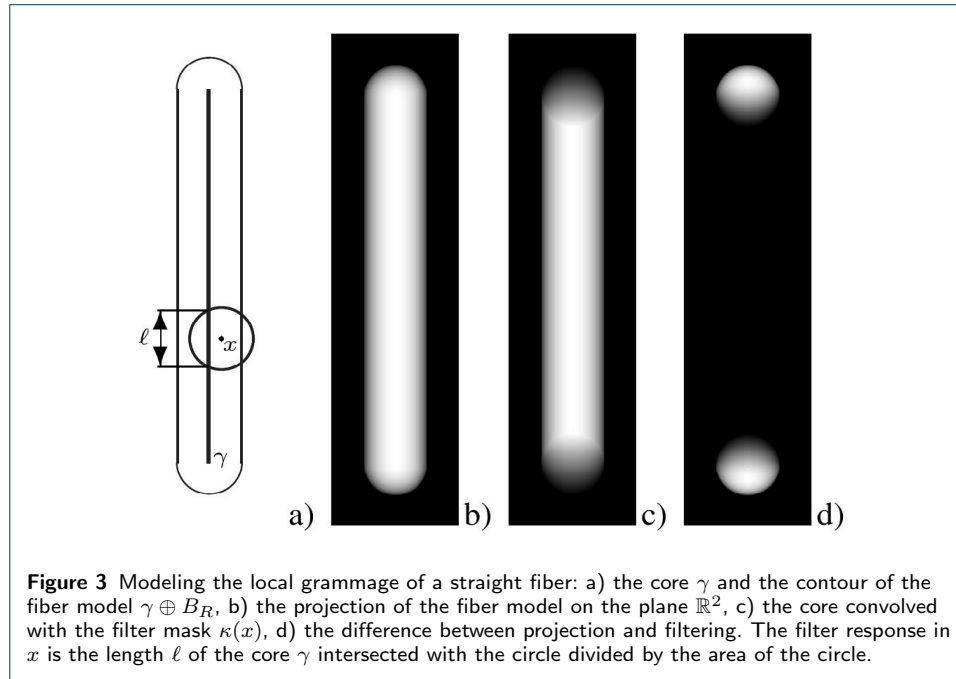 ℓ
x
γ
a) b) c) d)
Figure 3 Modeling the local grammage of a straight fiber: a) the core γ and the contour of the
fiber model γ ⊕ B_R, b) the projection of the fiber model on the plane ℝ², c) the core convolved
with the filter mask κ(x), d) the difference between projection and filtering. The filter response in
x is the length ℓ of the core γ intersected with the circle divided by the area of the circle.